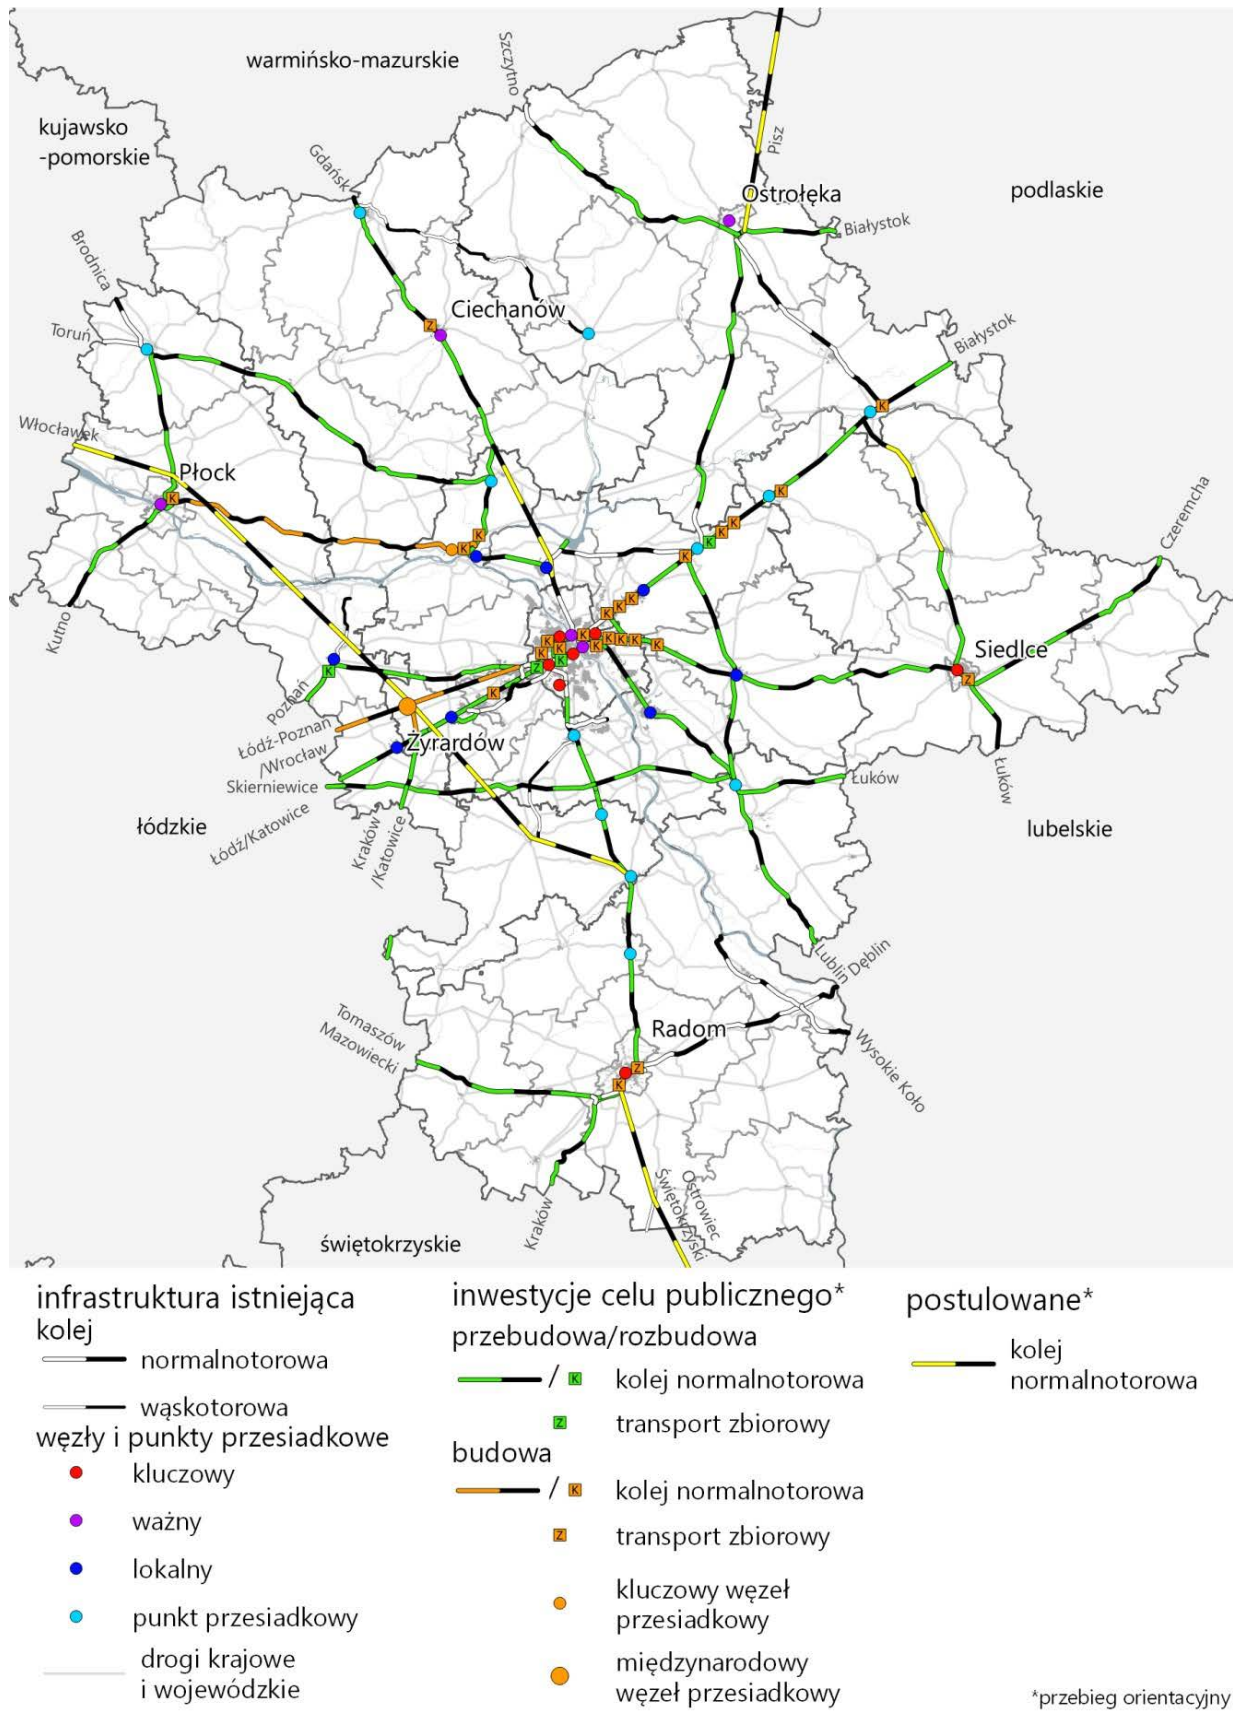 warmińsko-mazurskie
kujawsko
-pomorskie
podlaskie
Szczytno
Pisz
Gdańsk
Ostrołęka
Białystok
Brodnica
Toruń
Ciechanów
Białystok
Włocławek
Płock
Czeremcha
Kutno
Siedlce
Poznań
Łódź-Poznań
/Wrocław
Żyrardów
Skierniewice
Łuków
Łuków
łódzkie
Łódź/Katowice
Kraków
/Katowice
lubelskie
Lublin
Dęblin
Tomaszów
Mazowiecki
Radom
Wysokie Koło
Kraków
Ostrowiec
Świętokrzyski
świętokrzyskie
K
Z
infrastruktura istniejąca
kolej
normalnotorowa
wąskotorowa
węzły i punkty przesiadkowe
kluczowy
ważny
lokalny
punkt przesiadkowy
drogi krajowe
i wojewódzkie
inwestycje celu publicznego*
przebudowa/rozbudowa
/ K kolej normalnotorowa
Z transport zbiorowy
budowa
/ K kolej normalnotorowa
Z transport zbiorowy
kluczowy węzeł
przesiadkowy
międzynarodowy
węzeł przesiadkowy
postulowane*
kolej
normalnotorowa
*przebieg orientacyjny